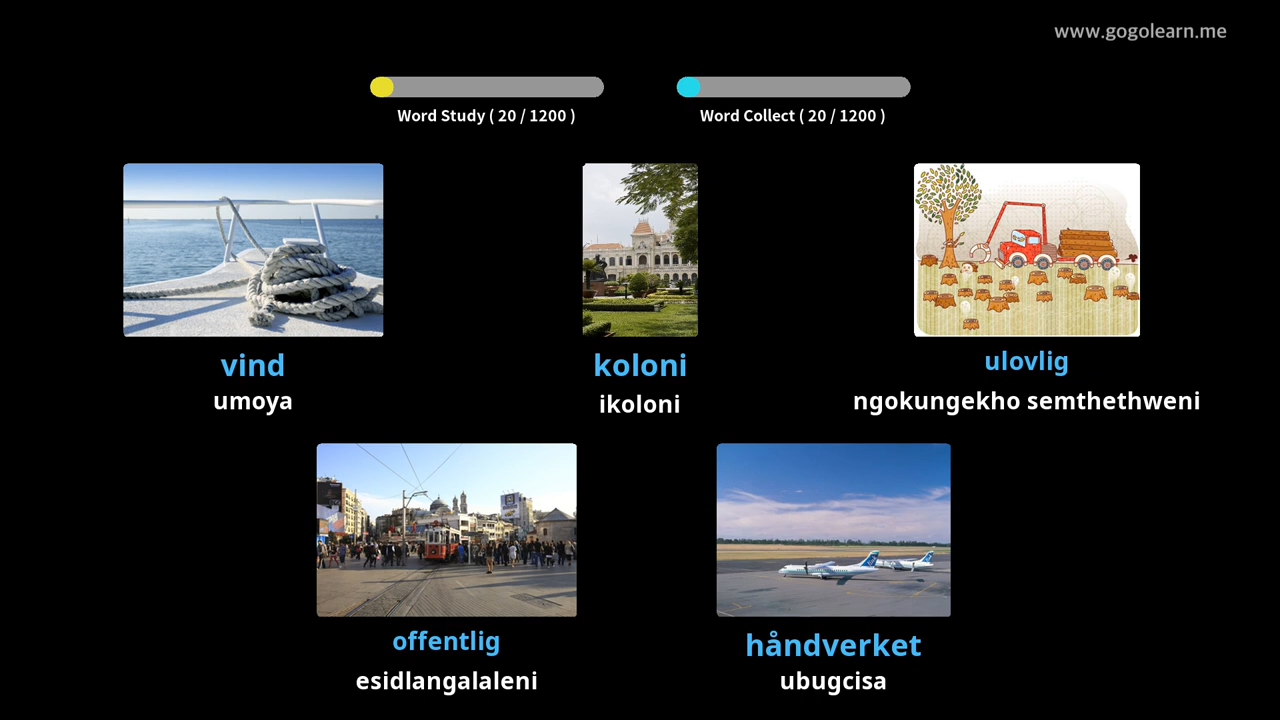 www.gogolearn.me
Word Study ( 20 / 1200 )
Word Collect ( 20 / 1200 )
vind
umoya
koloni
ikoloni
ulovlig
ngokungekho semthethweni
offentlig
esidlangalaleni
håndverket
ubugcisa